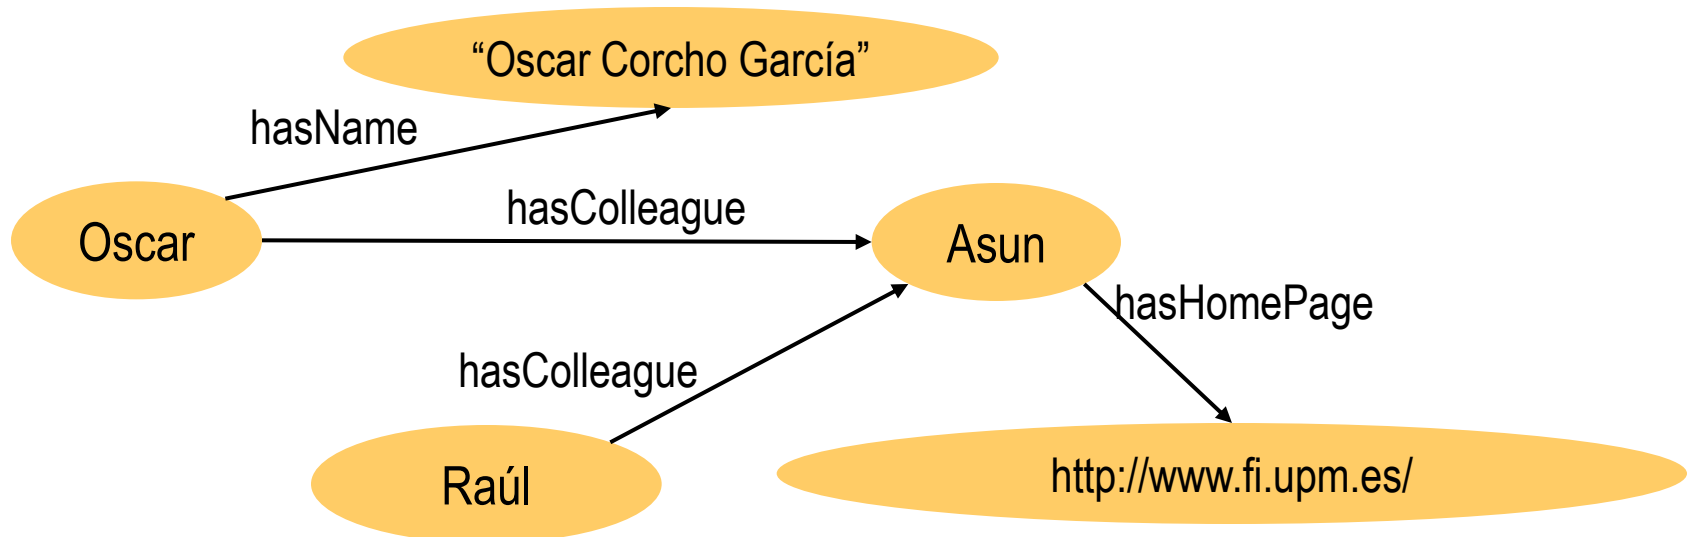 “Oscar Corcho García”
hasName
hasColleague
Oscar
Asun
hasHomePage
hasColleague
Raúl
http://www.fi.upm.es/